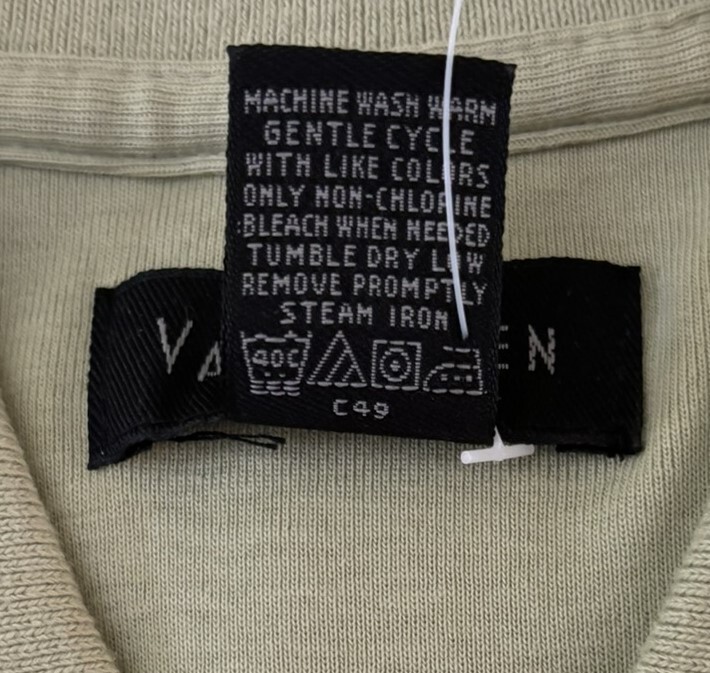 MACHINE WASH WARM
GENTLE CYCLE
WITH LIKE COLORS
ONLY NON-CHLORINE
BLEACH WHEN NEEDED
TUMBLE DRY LOW
REMOVE PROMPTLY
STEAM IRON
40C
C49